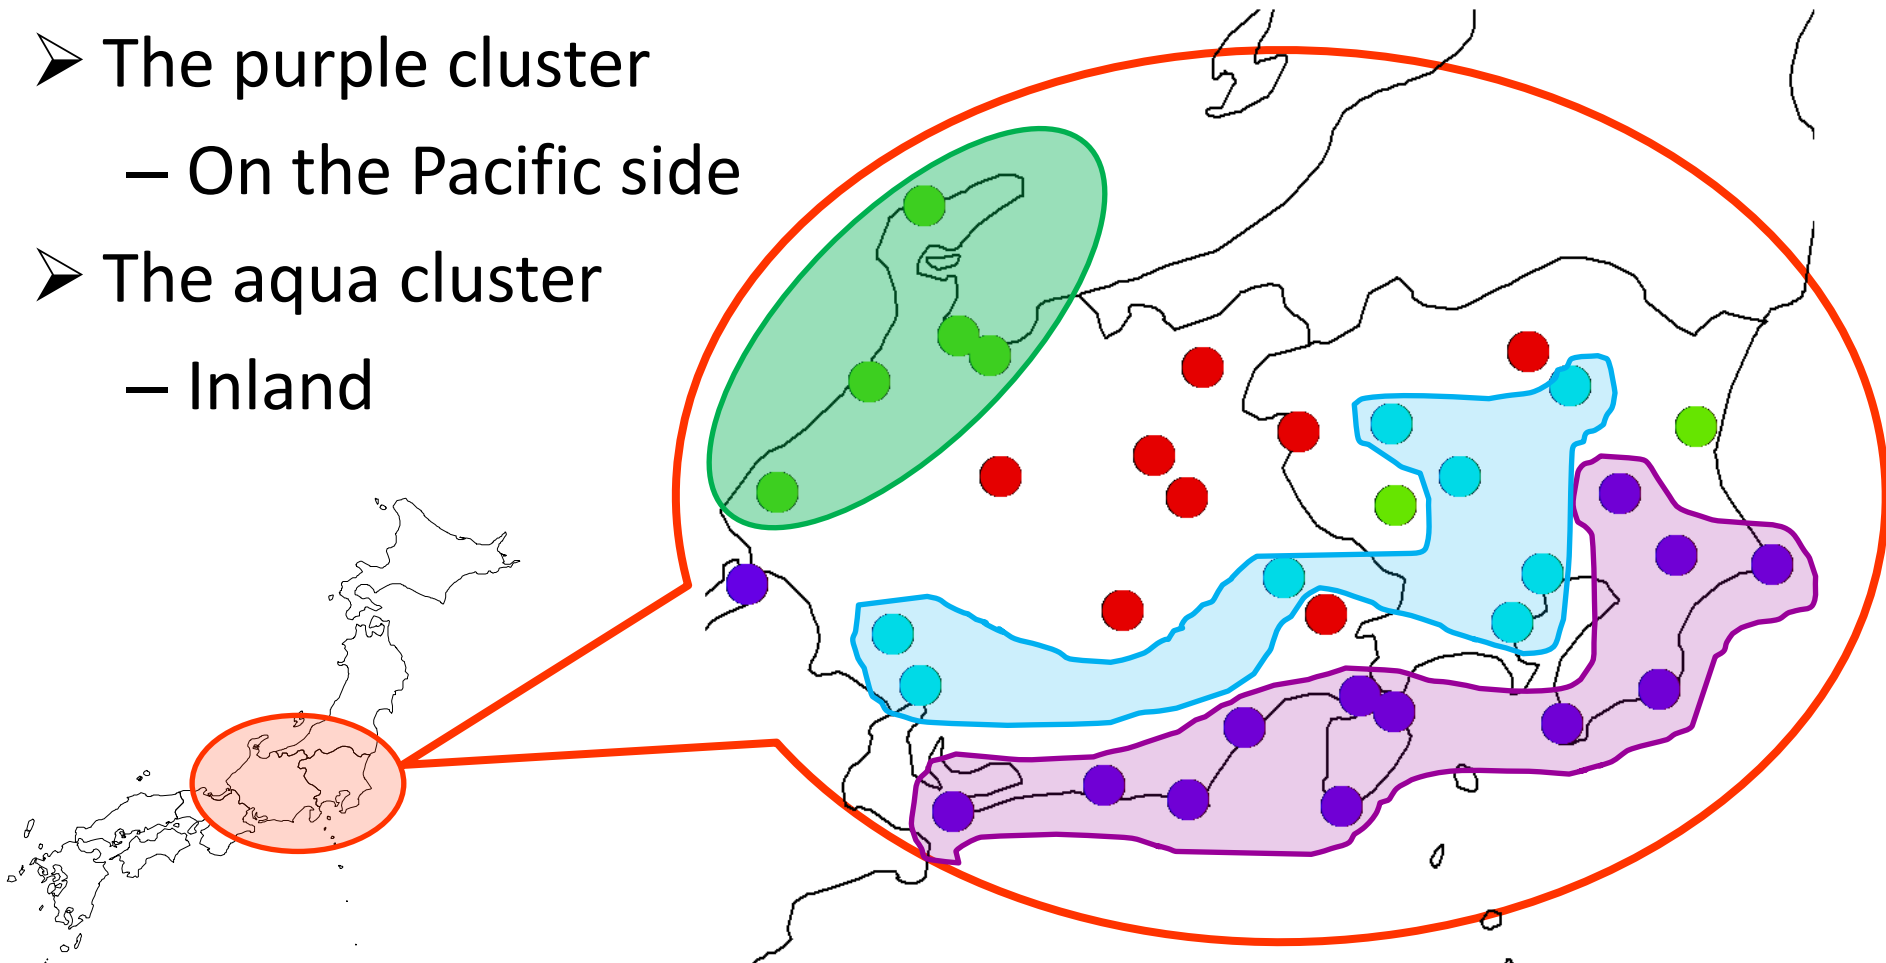 ➢ The purple cluster
– On the Pacific side
➢ The aqua cluster
– Inland